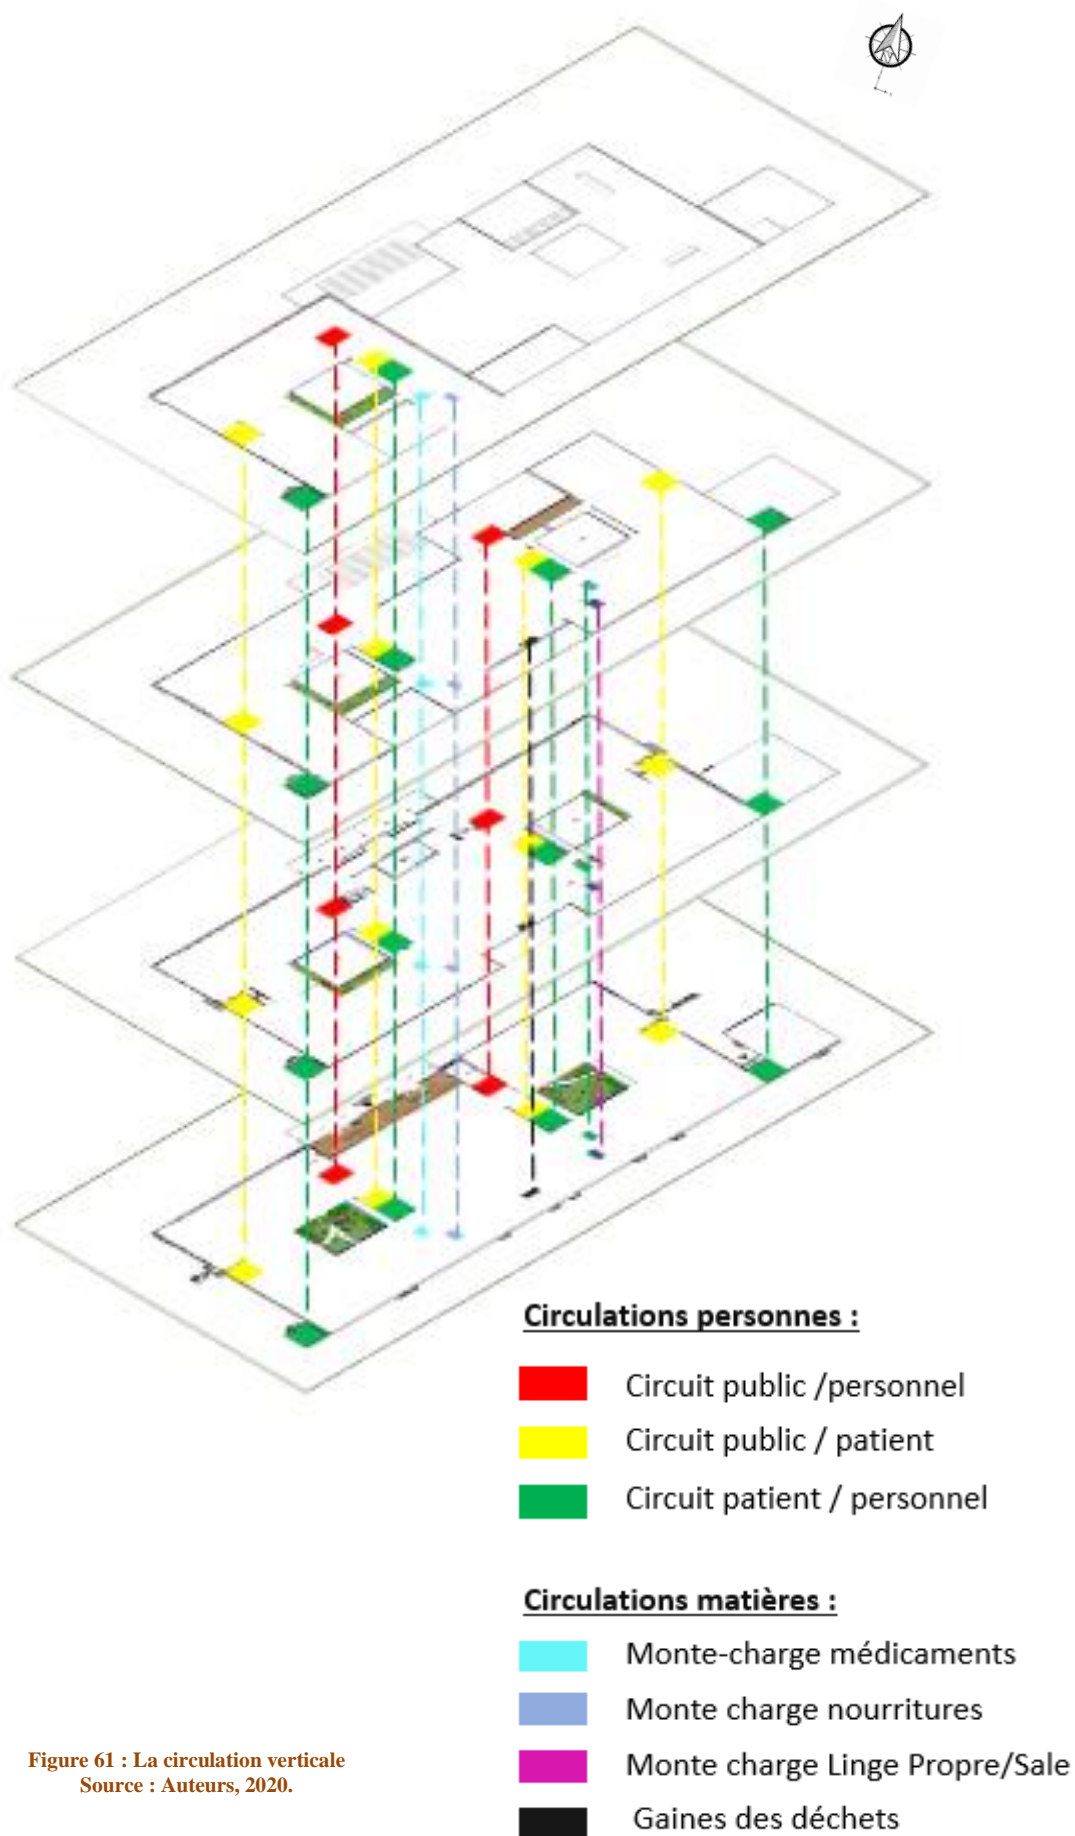 Circulations personnes :
Circuit public /personnel
Circuit public / patient
Circuit patient / personnel
Circulations matières :
Monte-charge médicaments
Monte charge nourritures
Monte charge Linge Propre/Sale
Gaines des déchets
Figure 61 : La circulation verticale
Source : Auteurs, 2020.